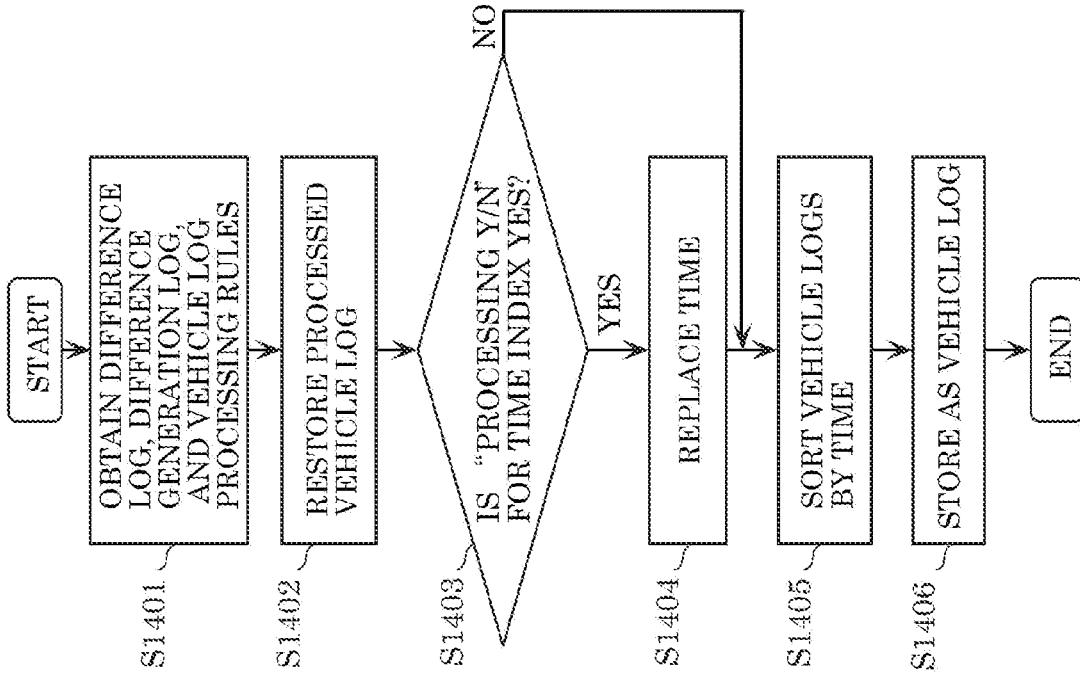 START
S1401
OBTAIN DIFFERENCE
LOG, DIFFERENCE
GENERATION LOG,
AND VEHICLE LOG
PROCESSING RULES
S1402
RESTORE PROCESSED
VEHICLE LOG
S1403
IS “PROCESSING Y/N”
FOR TIME INDEX YES?
NO
YES
S1404
REPLACE TIME
S1405
SORT VEHICLE LOGS
BY TIME
S1406
STORE AS VEHICLE LOG
END